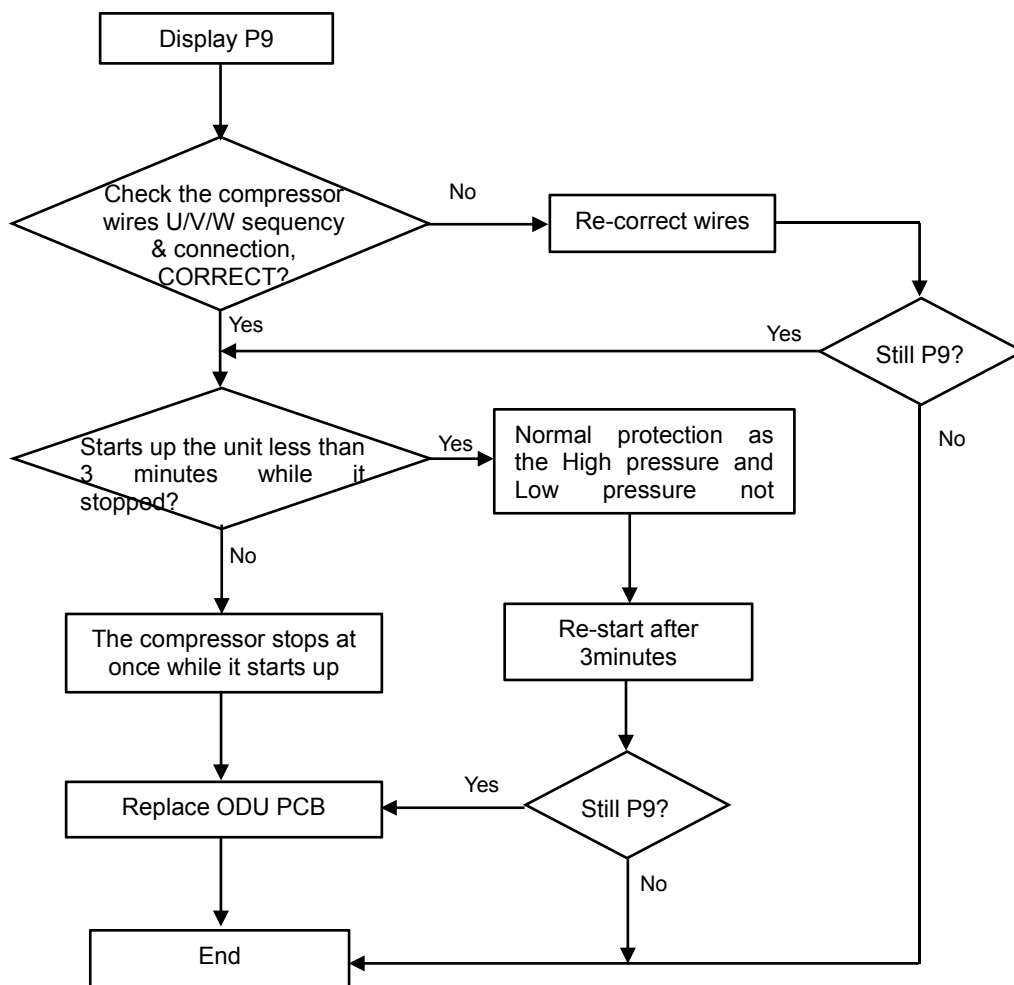 Display P9
Check the compressor
wires U/V/W sequency
& connection,
CORRECT?
No
Re-correct wires
Yes
Yes
Still P9?
No
Starts up the unit less than
3 minutes while it
stopped?
Yes
Normal protection as
the High pressure and
Low pressure not
No
The compressor stops at
once while it starts up
Re-start after
3minutes
Replace ODU PCB
Yes
Still P9?
No
End